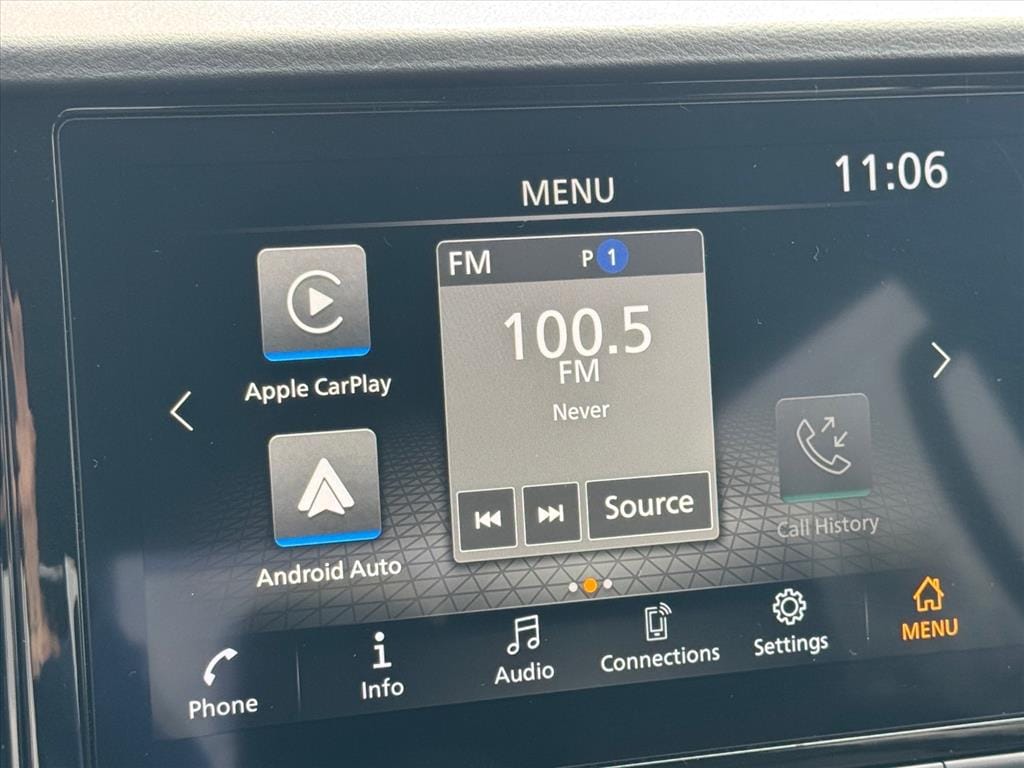 MENU
11:06
FM
P 1
100.5
FM
Never
Source
Apple CarPlay
Android Auto
Call History
Phone
Info
Audio
Connections
Settings
MENU